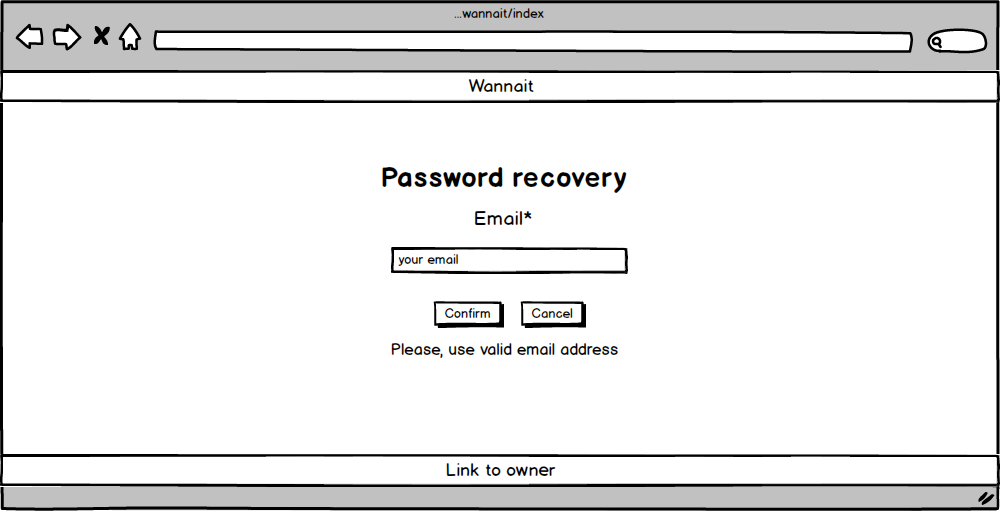 ...wannait/index
Wannait
Password recovery
Email*
your email
Confirm Cancel
Please, use valid email address
Link to owner